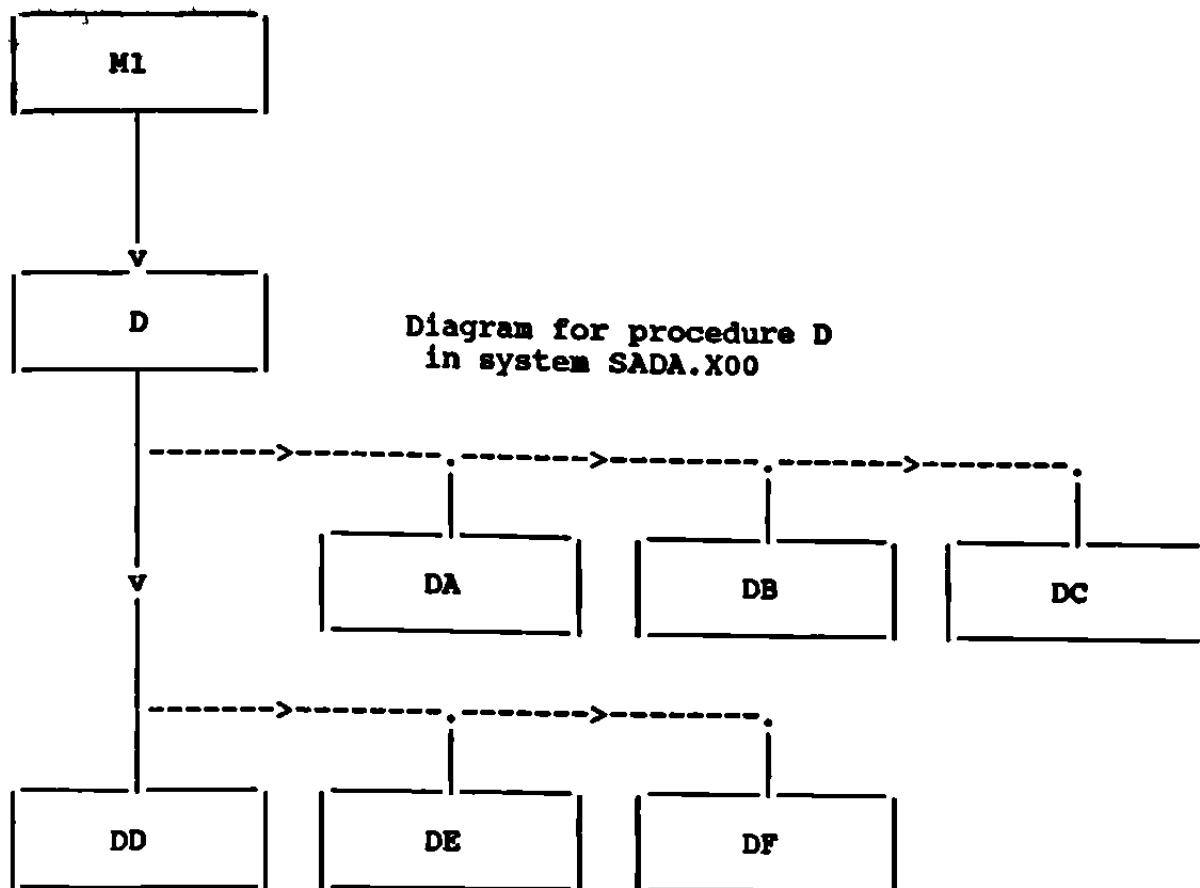 M1
D
Diagram for procedure D
in system SADA.X00
DA
DB
DC
DD
DE
DF